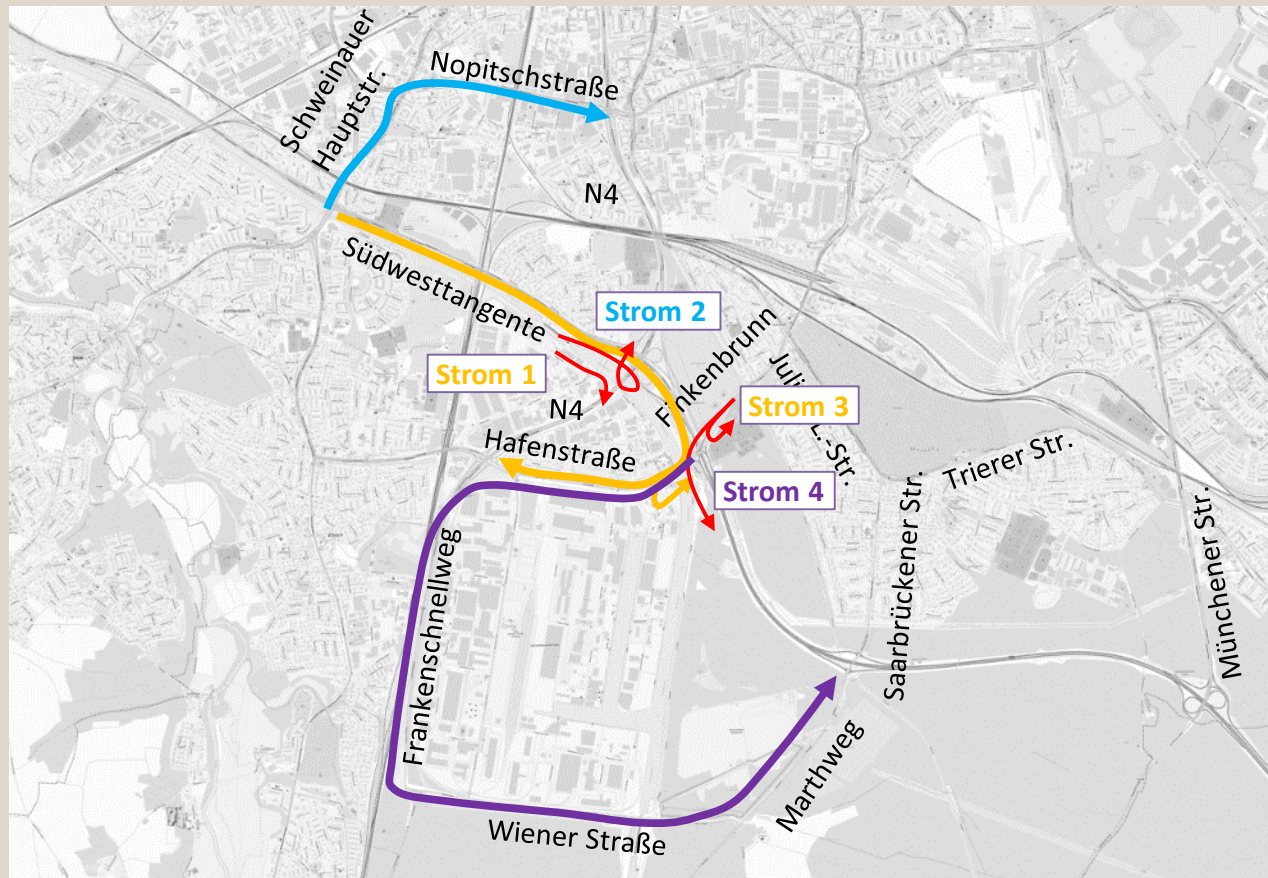 Schweinauer
Hauptstr.
Nopitschstraße
N4
Südwesttangente
Strom 2
Strom 1
Finkenbrunn
N4
Strom 3
Hafenstraße
Trierer Str.
Strom 4
Saarbrückener Str.
Münchener Str.
Frankenschnellweg
Marthweg
Wiener Straße